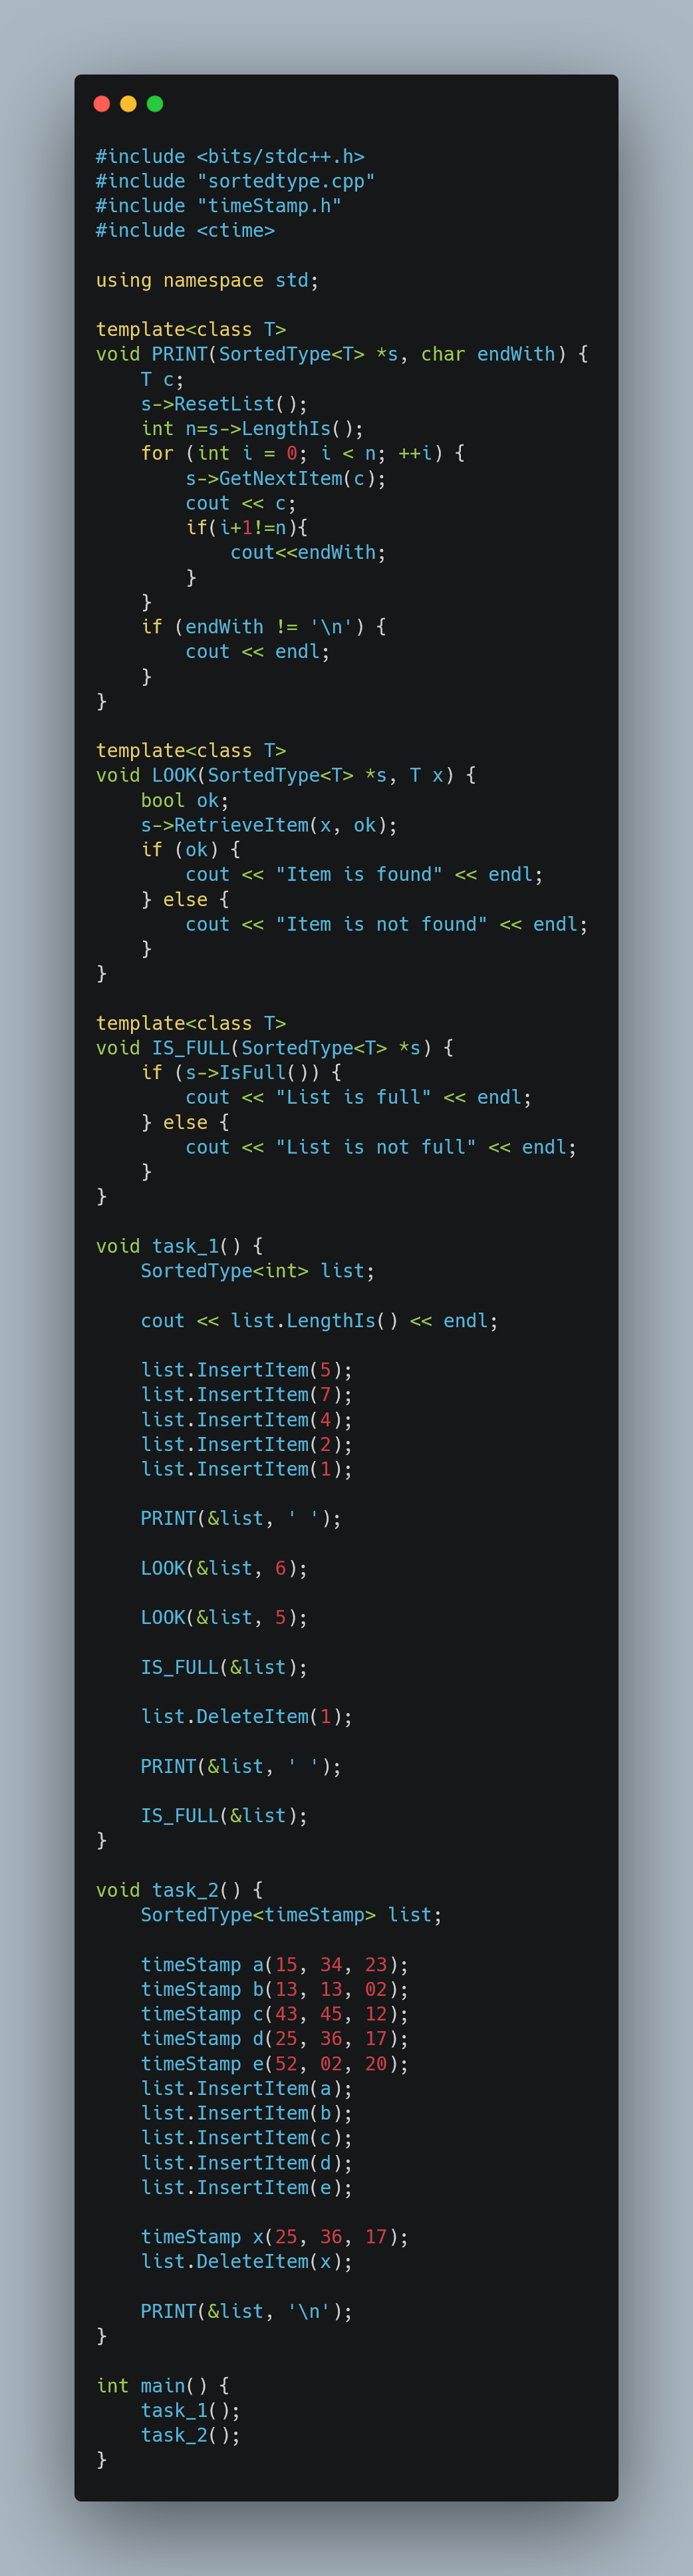 #include <bits/stdc++.h>
#include "sortedtype.cpp"
#include "timeStamp.h"
#include <ctime>

using namespace std;

template<class T>
void PRINT(SortedType<T> *s, char endWith) {
    T c;
    s->ResetList();
    int n=s->LengthIs();
    for (int i = 0; i < n; ++i) {
        s->GetNextItem(c);
        cout << c;
        if(i+1!=n){
            cout<<endWith;
        }
    }
    if (endWith != '\n') {
        cout << endl;
    }
}

template<class T>
void LOOK(SortedType<T> *s, T x) {
    bool ok;
    s->RetrieveItem(x, ok);
    if (ok) {
        cout << "Item is found" << endl;
    } else {
        cout << "Item is not found" << endl;
    }
}

template<class T>
void IS_FULL(SortedType<T> *s) {
    if (s->IsFull()) {
        cout << "List is full" << endl;
    } else {
        cout << "List is not full" << endl;
    }
}

void task_1() {
    SortedType<int> list;

    cout << list.LengthIs() << endl;

    list.InsertItem(5);
    list.InsertItem(7);
    list.InsertItem(4);
    list.InsertItem(2);
    list.InsertItem(1);

    PRINT(&list, ' ');

    LOOK(&list, 6);

    LOOK(&list, 5);

    IS_FULL(&list);

    list.DeleteItem(1);

    PRINT(&list, ' ');

    IS_FULL(&list);
}

void task_2() {
    SortedType<timeStamp> list;

    timeStamp a(15, 34, 23);
    timeStamp b(13, 13, 02);
    timeStamp c(43, 45, 12);
    timeStamp d(25, 36, 17);
    timeStamp e(52, 02, 20);
    list.InsertItem(a);
    list.InsertItem(b);
    list.InsertItem(c);
    list.InsertItem(d);
    list.InsertItem(e);

    timeStamp x(25, 36, 17);
    list.DeleteItem(x);

    PRINT(&list, '\n');
}

int main() {
    task_1();
    task_2();
}